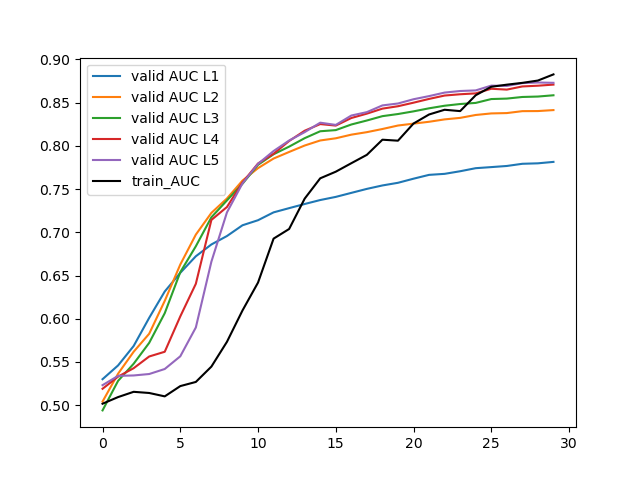 0.90
0.85
0.80
0.75
0.70
0.65
0.60
0.55
0.50
valid AUC L1
valid AUC L2
valid AUC L3
valid AUC L4
valid AUC L5
train_AUC
0 5 10 15 20 25 30